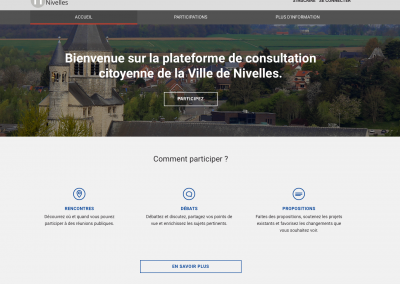 Nivelles
S'INSCRIRE SE CONNECTER
ACCUEIL PARTICIPATIONS PLUS D'INFORMATION
Bienvenue sur la plateforme de consultation
citoyenne de la Ville de Nivelles.
PARTICIPEZ
Comment participer ?
RENCONTRES
Découvrez où et quand vous pouvez
participer à des réunions publiques.
DÉBATS
Débattez et discutez, partagez vos points de
vue et enrichissez les sujets pertinents.
PROPOSITIONS
Faites des propositions, soutenez les projets
existants et favorisez les changements que
vous souhaitez voir.
EN SAVOIR PLUS